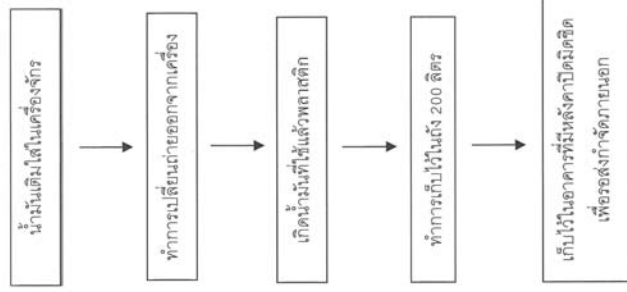 น้ำมันเติมใส่ในเครื่องจักร
ทำการเปลี่ยนถ่ายออกจากเครื่อง
เกิดน้ำมันที่ใช้แล้วพลาสติก
ทำการเก็บไว้ในถัง 200 ลิตร
เก็บไว้ในอาคารที่มีหลังคาปิดมิดชิด
เพื่อรอส่งกำจัดภายนอก